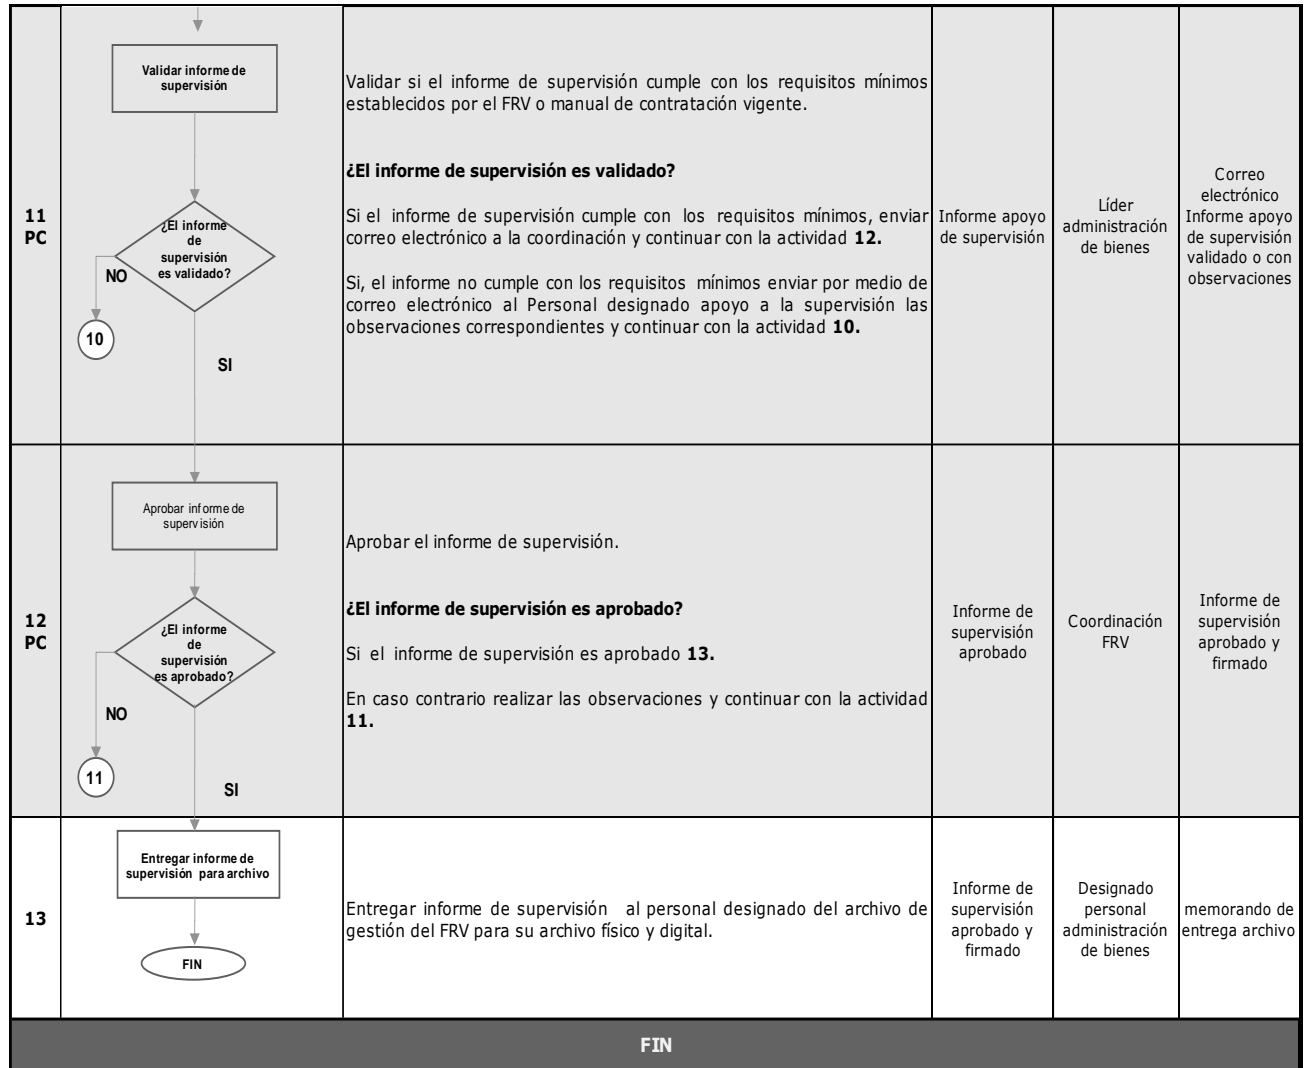 11
PC
Validar informe de
supervisión
¿El informe
de
supervisión
es validado?
NO
10
SI
Validar si el informe de supervisión cumple con los requisitos mínimos
establecidos por el FRV o manual de contratación vigente.
¿El informe de supervisión es validado?
Si el informe de supervisión cumple con los requisitos mínimos, enviar
correo electrónico a la coordinación y continuar con la actividad 12.
Si, el informe no cumple con los requisitos mínimos enviar por medio de
correo electrónico al Personal designado apoyo a la supervisión las
observaciones correspondientes y continuar con la actividad 10.
Informe apoyo
de supervisión
Líder
administración
de bienes
Correo
electrónico
Informe apoyo
de supervisión
validado o con
observaciones
12
PC
Aprobar informe de
supervisión
¿El informe
de
supervisión
es aprobado?
NO
11
SI
Aprobar el informe de supervisión.
¿El informe de supervisión es aprobado?
Si el informe de supervisión es aprobado 13.
En caso contrario realizar las observaciones y continuar con la actividad
11.
Informe de
supervisión
aprobado
Coordinación
FRV
Informe de
supervisión
aprobado y
firmado
13
Entregar informe de
supervisión para archivo
FIN
Entregar informe de supervisión al personal designado del archivo de
gestión del FRV para su archivo físico y digital.
Informe de
supervisión
aprobado y
firmado
Designado
personal
administración
de bienes
memorando de
entrega archivo
FIN